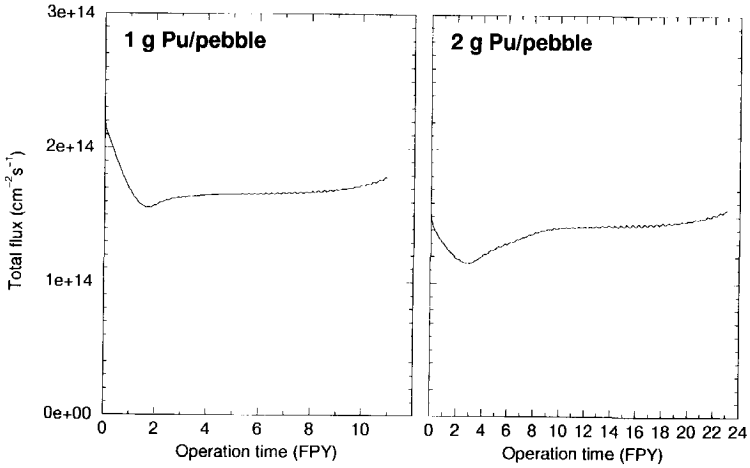 3e+14
2e+14
1e+14
0e+00
Total flux (cm⁻²s⁻¹)
1 g Pu/pebble
0 2 4 6 8 10
Operation time (FPY)
2 g Pu/pebble
0 2 4 6 8 10 12 14 16 18 20 22 24
Operation time (FPY)